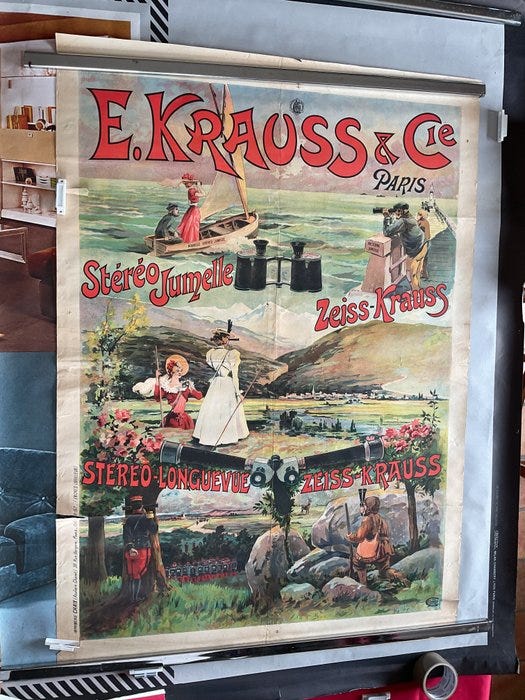 E. KRAUSS & Cie
PARIS
Stéréo Jumelle
Zeiss-Krauss
STÉRÉO-LONGUEVUE
ZEISS-KRAUSS